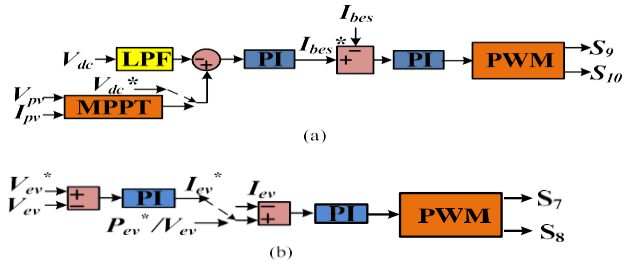 I_bes
V_dc LPF − + PI I_bes* − + PI PWM S_9
S_10
V_dc*
V_pv
I_pv MPPT
(a)
V_ev* + PI I_ev* I_ev − PI PWM S_7
V_ev − P_ev*/V_ev + S_8
(b)